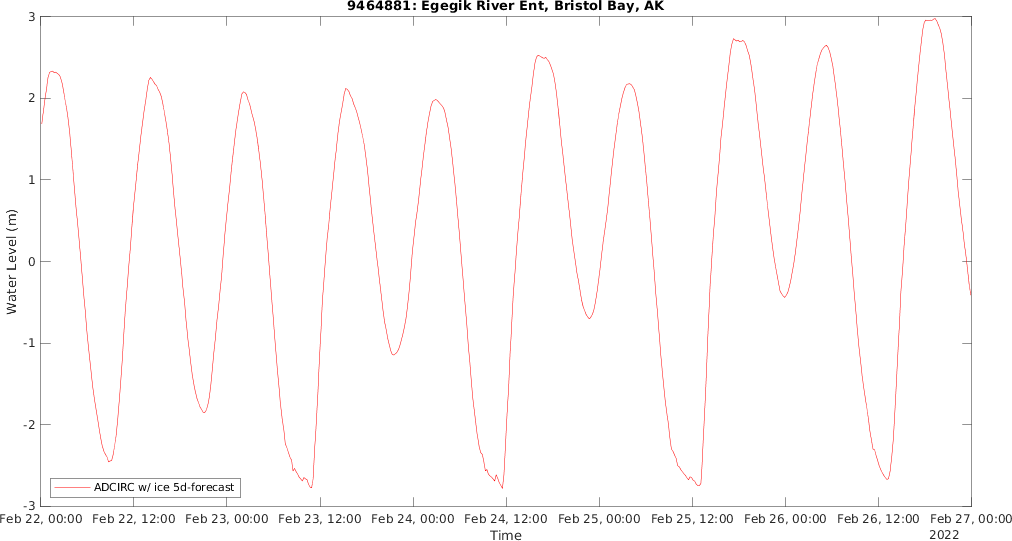 9464881: Egegik River Ent, Bristol Bay, AK
3
2
1
0
-1
-2
-3
Water Level (m)
ADCIRC w/ ice 5d-forecast
Feb 22, 00:00 Feb 22, 12:00 Feb 23, 00:00 Feb 23, 12:00 Feb 24, 00:00 Feb 24, 12:00 Feb 25, 00:00 Feb 25, 12:00 Feb 26, 00:00 Feb 26, 12:00 Feb 27, 00:00
Time 2022